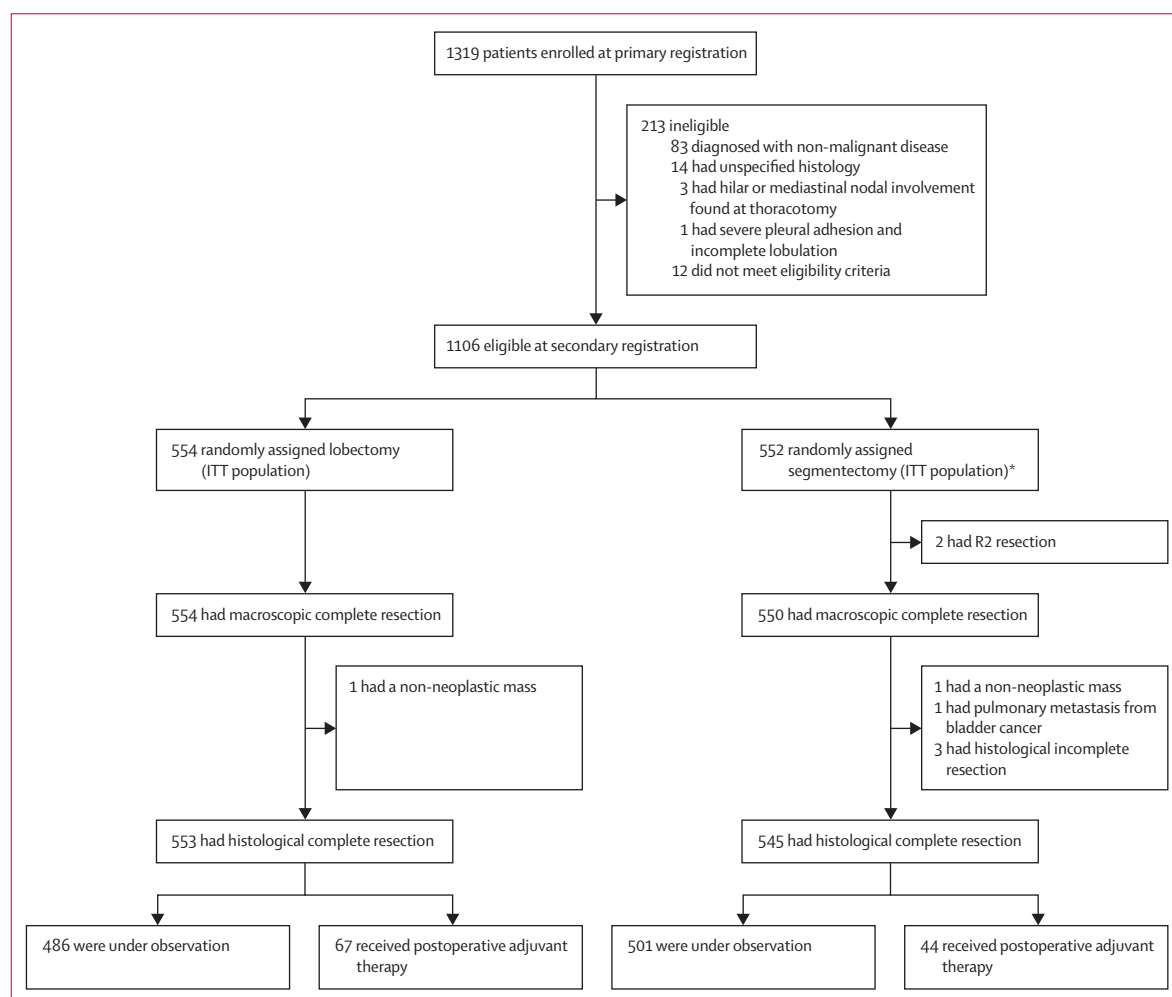 1319 patients enrolled at primary registration
213 ineligible
83 diagnosed with non-malignant disease
14 had unspecified histology
3 had hilar or mediastinal nodal involvement
found at thoracotomy
1 had severe pleural adhesion and
incomplete lobulation
12 did not meet eligibility criteria
1106 eligible at secondary registration
554 randomly assigned lobectomy
(ITT population)
552 randomly assigned
segmentectomy (ITT population)*
2 had R2 resection
554 had macroscopic complete resection
550 had macroscopic complete resection
1 had a non-neoplastic mass
1 had a non-neoplastic mass
1 had pulmonary metastasis from
bladder cancer
3 had histological incomplete
resection
553 had histological complete resection
545 had histological complete resection
486 were under observation
67 received postoperative adjuvant
therapy
501 were under observation
44 received postoperative adjuvant
therapy